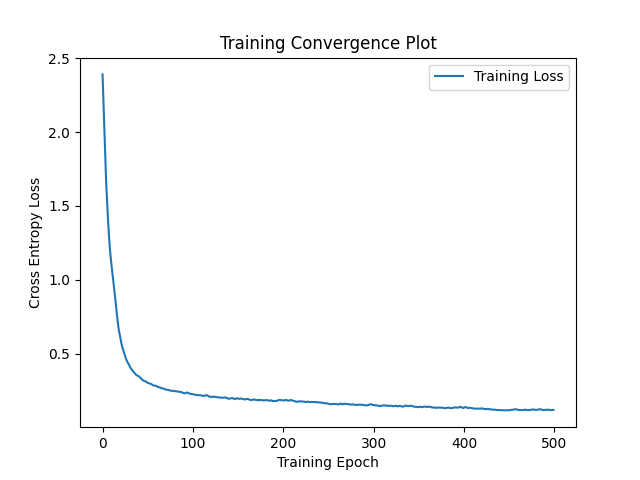 Training Convergence Plot
Training Loss
2.5
2.0
1.5
1.0
0.5
Cross Entropy Loss
0 100 200 300 400 500
Training Epoch